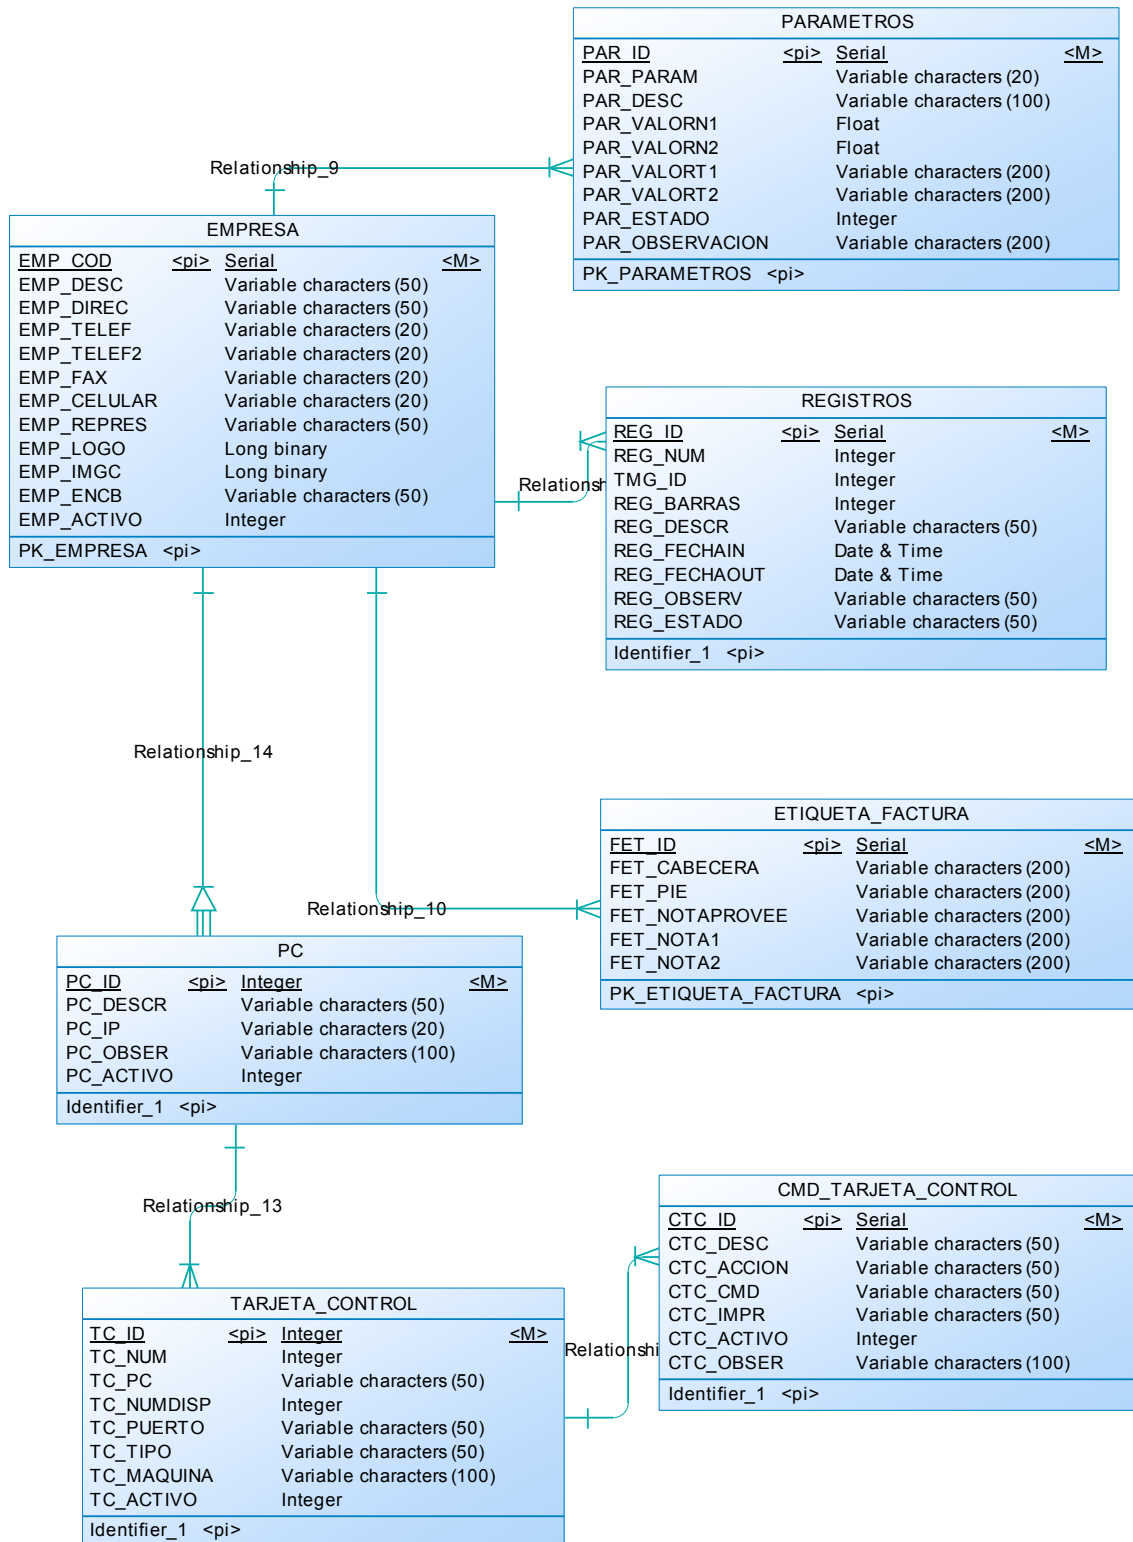 PARAMETROS
PAR_ID <pi> Serial <M>
PAR_PARAM Variable characters (20)
PAR_DESC Variable characters (100)
PAR_VALORN1 Float
PAR_VALORN2 Float
PAR_VALORT1 Variable characters (200)
PAR_VALORT2 Variable characters (200)
PAR_ESTADO Integer
PAR_OBSERVACION Variable characters (200)
PK_PARAMETROS <pi>
Relationship_9
EMPRESA
EMP_COD <pi> Serial <M>
EMP_DESC Variable characters (50)
EMP_DIREC Variable characters (50)
EMP_TELEF Variable characters (20)
EMP_TELEF2 Variable characters (20)
EMP_FAX Variable characters (20)
EMP_CELULAR Variable characters (20)
EMP_REPRES Variable characters (50)
EMP_LOGO Long binary
EMP_IMGC Long binary
EMP_ENCB Variable characters (50)
EMP_ACTIVO Integer
PK_EMPRESA <pi>
Relationsh
REGISTROS
REG_ID <pi> Serial <M>
REG_NUM Integer
TMG_ID Integer
REG_BARRAS Integer
REG_DESCR Variable characters (50)
REG_FECHAIN Date & Time
REG_FECHAOUT Date & Time
REG_OBSERV Variable characters (50)
REG_ESTADO Variable characters (50)
Identifier_1 <pi>
Relationship_14
Relationship_10
ETIQUETA_FACTURA
FET_ID <pi> Serial <M>
FET_CABECERA Variable characters (200)
FET_PIE Variable characters (200)
FET_NOTAPROVEE Variable characters (200)
FET_NOTA1 Variable characters (200)
FET_NOTA2 Variable characters (200)
PK_ETIQUETA_FACTURA <pi>
PC
PC_ID <pi> Integer <M>
PC_DESCR Variable characters (50)
PC_IP Variable characters (20)
PC_OBSER Variable characters (100)
PC_ACTIVO Integer
Identifier_1 <pi>
Relationship_13
CMD_TARJETA_CONTROL
CTC_ID <pi> Serial <M>
CTC_DESC Variable characters (50)
CTC_ACCION Variable characters (50)
CTC_CMD Variable characters (50)
CTC_IMPR Variable characters (50)
CTC_ACTIVO Integer
CTC_OBSER Variable characters (100)
Identifier_1 <pi>
Relationshi
TARJETA_CONTROL
TC_ID <pi> Integer <M>
TC_NUM Integer
TC_PC Variable characters (50)
TC_NUMDISP Integer
TC_PUERTO Variable characters (50)
TC_TIPO Variable characters (50)
TC_MAQUINA Variable characters (100)
TC_ACTIVO Integer
Identifier_1 <pi>